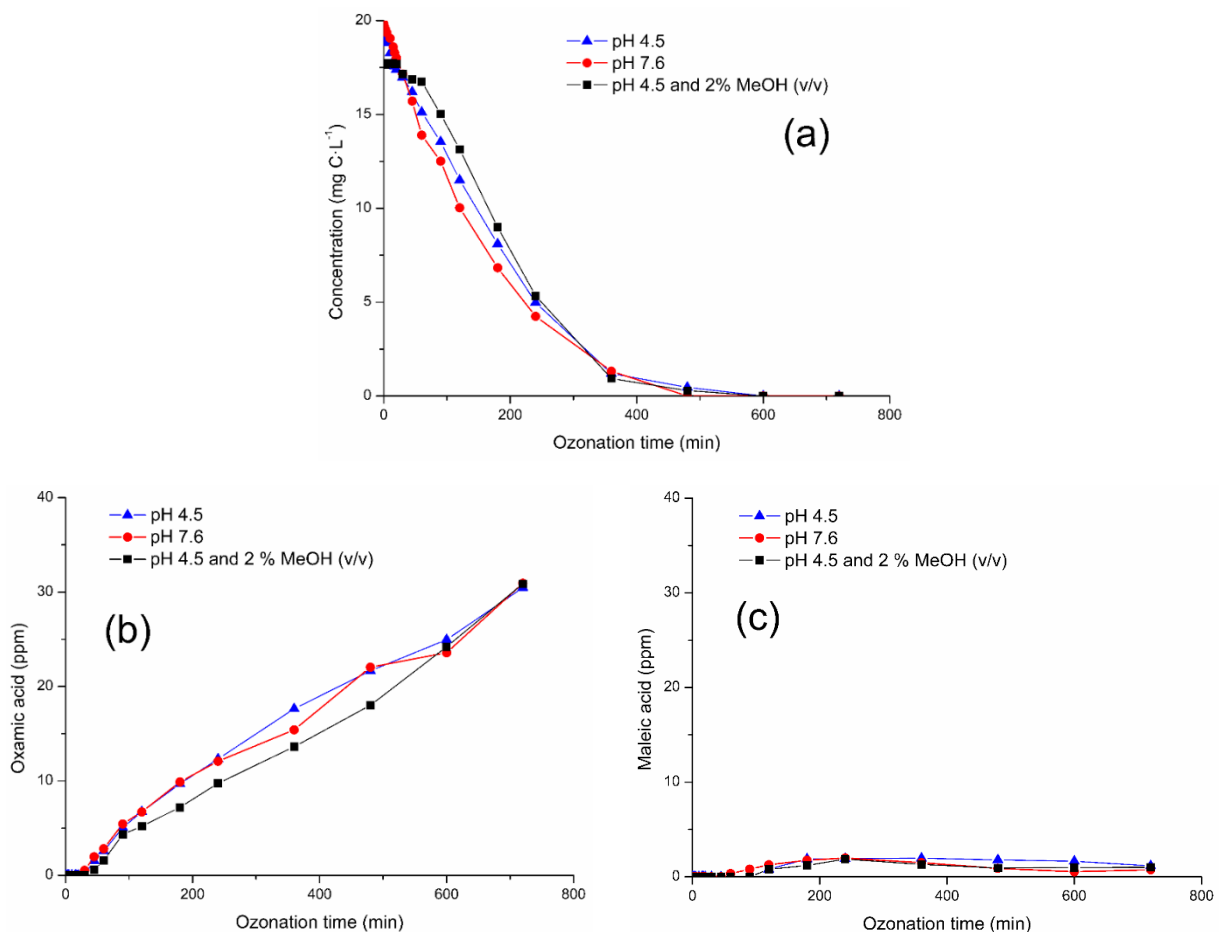 20
15
10
5
0
Concentration (mg C·L⁻¹)
pH 4.5
pH 7.6
pH 4.5 and 2% MeOH (v/v)
(a)
0 200 400 600 800
Ozonation time (min)
40
30
20
10
0
Oxamic acid (ppm)
pH 4.5
pH 7.6
pH 4.5 and 2 % MeOH (v/v)
(b)
0 200 400 600 800
Ozonation time (min)
40
30
20
10
0
Maleic acid (ppm)
pH 4.5
pH 7.6
pH 4.5 and 2 % MeOH (v/v)
(c)
0 200 400 600 800
Ozonation time (min)